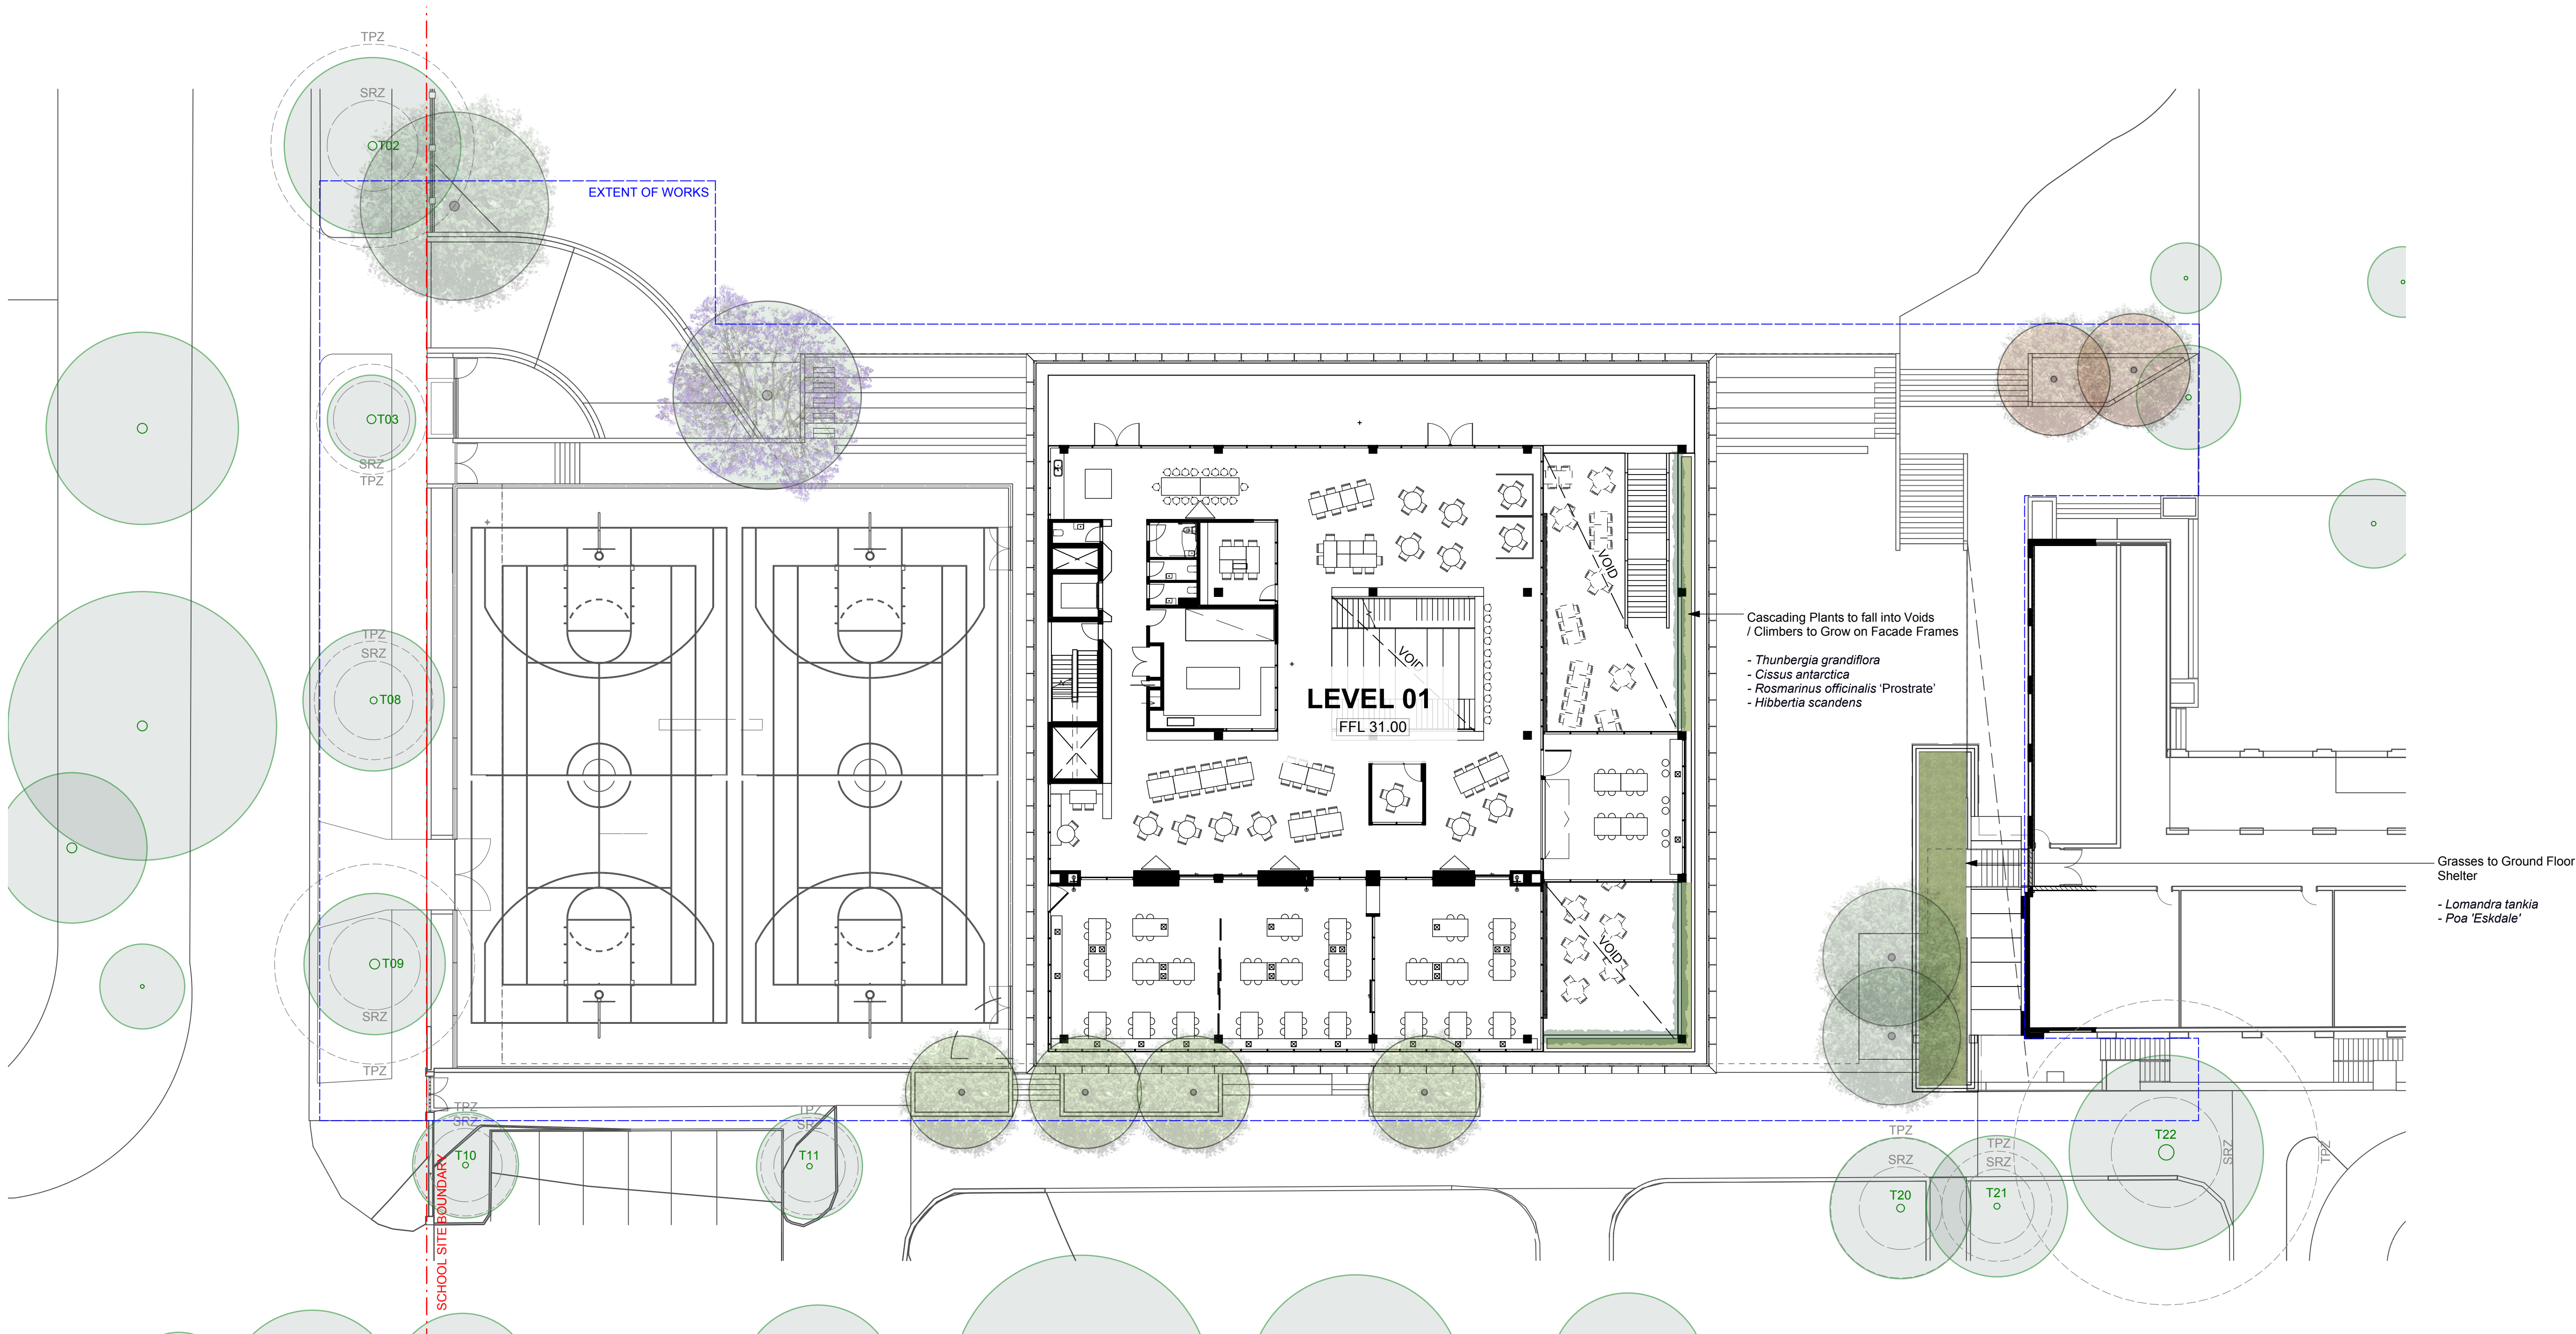 TPZ
SRZ
T02
EXTENT OF WORKS
T03
SRZ
TPZ
TPZ
SRZ
T08
T09
SRZ
TPZ
TPZ
SRZ
T10
TPZ
SRZ
T11
SCHOOL SITE BOUNDARY
VOID
VOID
LEVEL 01
FFL 31.00
VOID
Cascading Plants to fall into Voids
/ Climbers to Grow on Facade Frames
- Thunbergia grandiflora
- Cissus antarctica
- Rosmarinus officinalis ‘Prostrate’
- Hibbertia scandens
Grasses to Ground Floor
Shelter
- Lomandra tankia
- Poa 'Eskdale'
TPZ
SRZ
T20
TPZ
SRZ
T21
T22
SRZ
TPZ